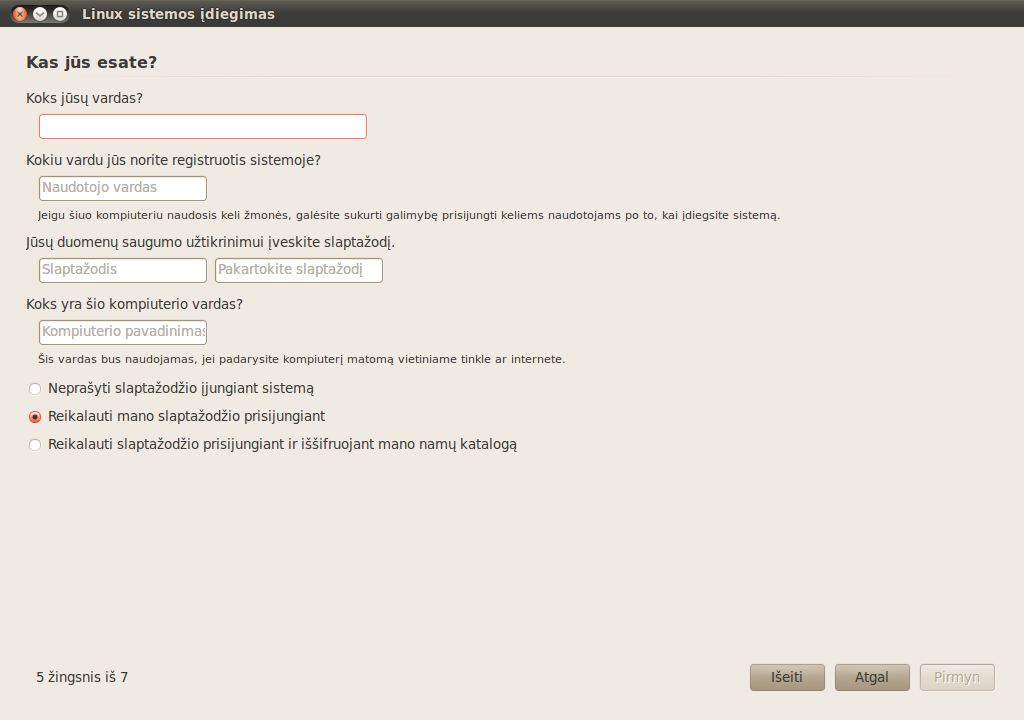 Linux sistemos įdiegimas
Kas jūs esate?
Koks jūsų vardas?
Kokiu vardu jūs norite registruotis sistemoje?
Naudotojo vardas
Jeigu šiuo kompiuteriu naudosis keli žmonės, galėsite sukurti galimybę prisijungti keliems naudotojams po to, kai įdiegsite sistemą.
Jūsų duomenų saugumo užtikrinimui įveskite slaptažodį.
Slaptažodis Pakartokite slaptažodį
Koks yra šio kompiuterio vardas?
Kompiuterio pavadinimas
Šis vardas bus naudojamas, jei padarysite kompiuterį matomą vietiniame tinkle ar internete.
Neprašyti slaptažodžio įjungiant sistemą
Reikalauti mano slaptažodžio prisijungiant
Reikalauti slaptažodžio prisijungiant ir iššifruojant mano namų katalogą
5 žingsnis iš 7 Išeiti Atgal Pirmyn